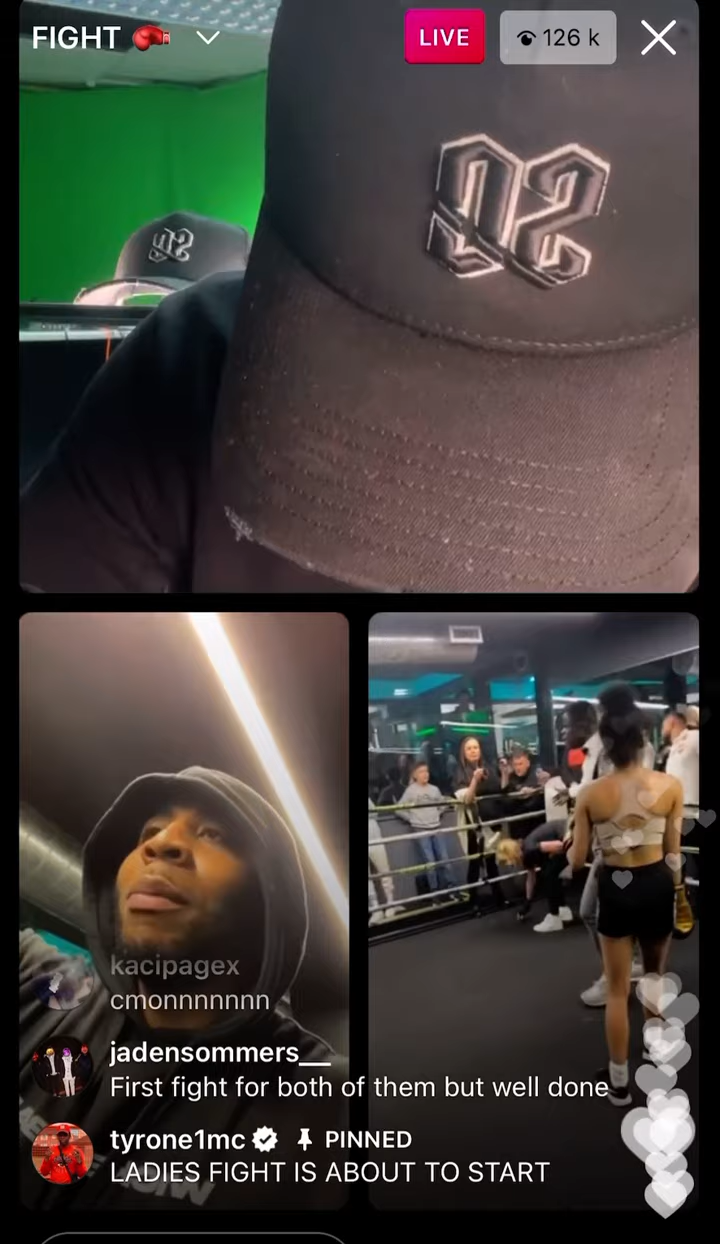 FIGHT 🥊
LIVE
126 k
kacipagex
cmonnnnnnn
jadensommers__
First fight for both of them but well done
tyrone1mc PINNED
LADIES FIGHT IS ABOUT TO START